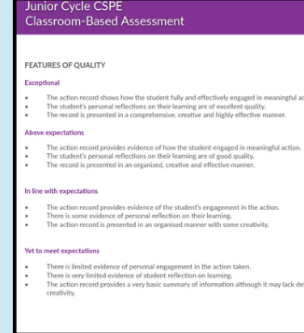 Junior Cycle CSPE
Classroom-Based Assessment
FEATURES OF QUALITY
Exceptional
• The action record shows how the student fully and effectively engaged in meaningful
• The student's personal reflections on their learning are of excellent quality.
• The record is presented in a comprehensive, creative and highly effective manner.
Above expectations
• The action record provides evidence of how the student engaged in meaningful action.
• The student's personal reflections on their learning are of good quality.
• The record is presented in an organised, creative and effective manner.
In line with expectations
• The action record provides evidence of the student's engagement in the action.
• There is some evidence of personal reflection on their learning.
• The action record is presented in an organised manner with some creativity.
Yet to meet expectations
• There is limited evidence of personal engagement in the action taken.
• There is very limited evidence of student reflection on learning.
• The action record provides a very basic summary of information although it may lack
creativity.